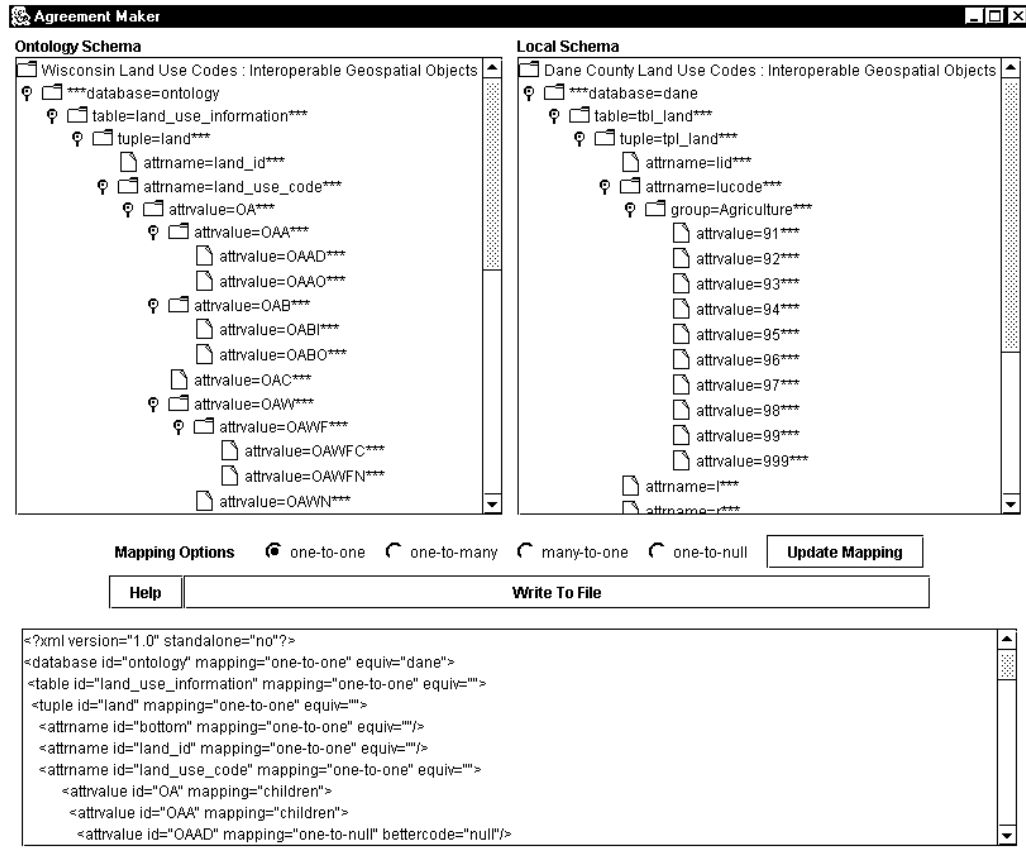 Agreement Maker
Ontology Schema
Wisconsin Land Use Codes : Interoperable Geospatial Objects
***database=ontology
table=land_use_information***
tuple=land***
attrname=land_id***
attrname=land_use_code***
attrvalue=OA***
attrvalue=OAA***
attrvalue=OAAD***
attrvalue=OAAO***
attrvalue=OAB***
attrvalue=OABI***
attrvalue=OABO***
attrvalue=OAC***
attrvalue=OAW***
attrvalue=OAWF***
attrvalue=OAWFC***
attrvalue=OAWFN***
attrvalue=OAWN***
Local Schema
Dane County Land Use Codes : Interoperable Geospatial Objects
***database=dane
table=tbl_land***
tuple=tpl_land***
attrname=lid***
attrname=lucode***
group=Agriculture***
attrvalue=91***
attrvalue=92***
attrvalue=93***
attrvalue=94***
attrvalue=95***
attrvalue=96***
attrvalue=97***
attrvalue=98***
attrvalue=99***
attrvalue=999***
attrname=l***
attrname=r***
Mapping Options one-to-one one-to-many many-to-one one-to-null Update Mapping
Help Write To File
<?xml version="1.0" standalone="no"?>
<database id="ontology" mapping="one-to-one" equiv="dane">
<table id="land_use_information" mapping="one-to-one" equiv="">
<tuple id="land" mapping="one-to-one" equiv="">
<attrname id="bottom" mapping="one-to-one" equiv=""/>
<attrname id="land_id" mapping="one-to-one" equiv=""/>
<attrname id="land_use_code" mapping="one-to-one" equiv="">
<attrvalue id="OA" mapping="children">
<attrvalue id="OAA" mapping="children">
<attrvalue id="OAAD" mapping="one-to-null" bettercode="null"/>